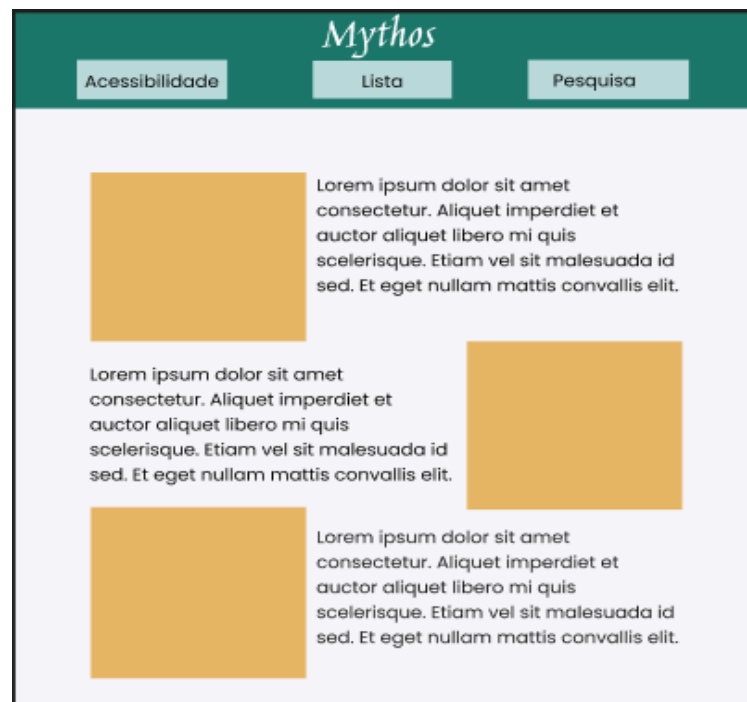 Mythos
Acessibilidade
Lista
Pesquisa
Lorem ipsum dolor sit amet
consectetur. Aliquet imperdiet et
auctor aliquet libero mi quis
scelerisque. Etiam vel sit malesuada id
sed. Et eget nullam mattis convallis elit.
Lorem ipsum dolor sit amet
consectetur. Aliquet imperdiet et
auctor aliquet libero mi quis
scelerisque. Etiam vel sit malesuada id
sed. Et eget nullam mattis convallis elit.
Lorem ipsum dolor sit amet
consectetur. Aliquet imperdiet et
auctor aliquet libero mi quis
scelerisque. Etiam vel sit malesuada id
sed. Et eget nullam mattis convallis elit.